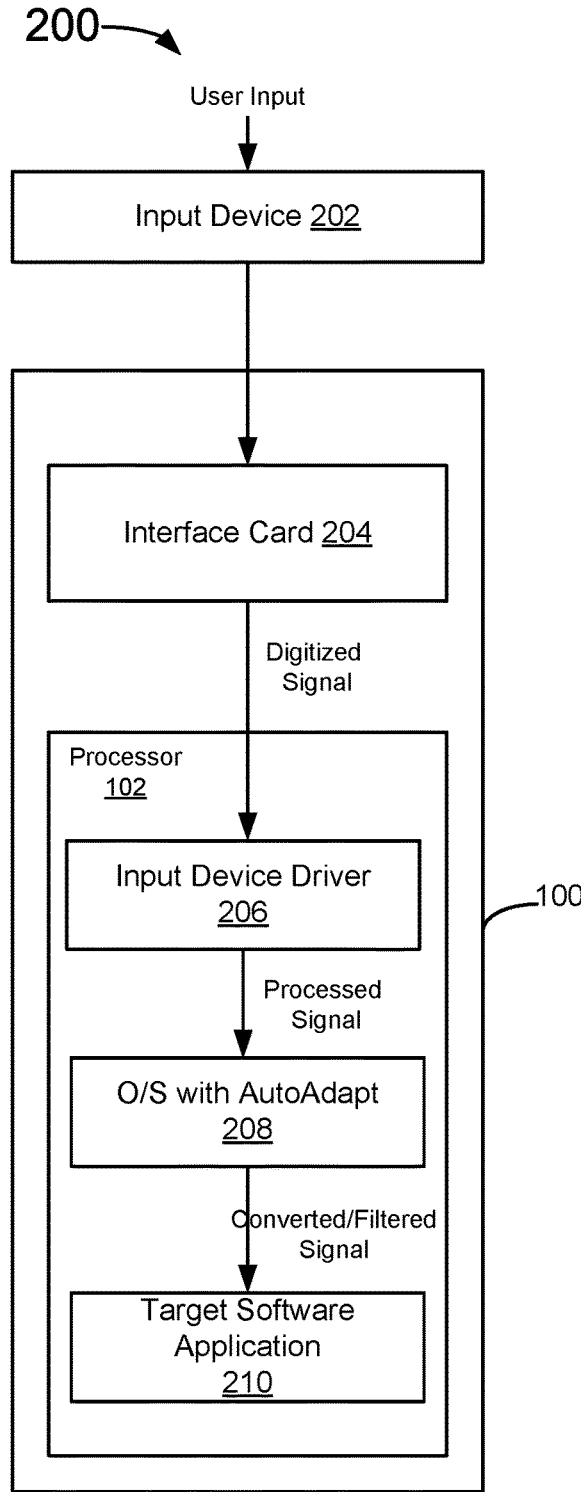 200
User Input
Input Device 202
Interface Card 204
Digitized
Signal
Processor
102
Input Device Driver
206
100
Processed
Signal
O/S with AutoAdapt
208
Converted/Filtered
Signal
Target Software
Application
210